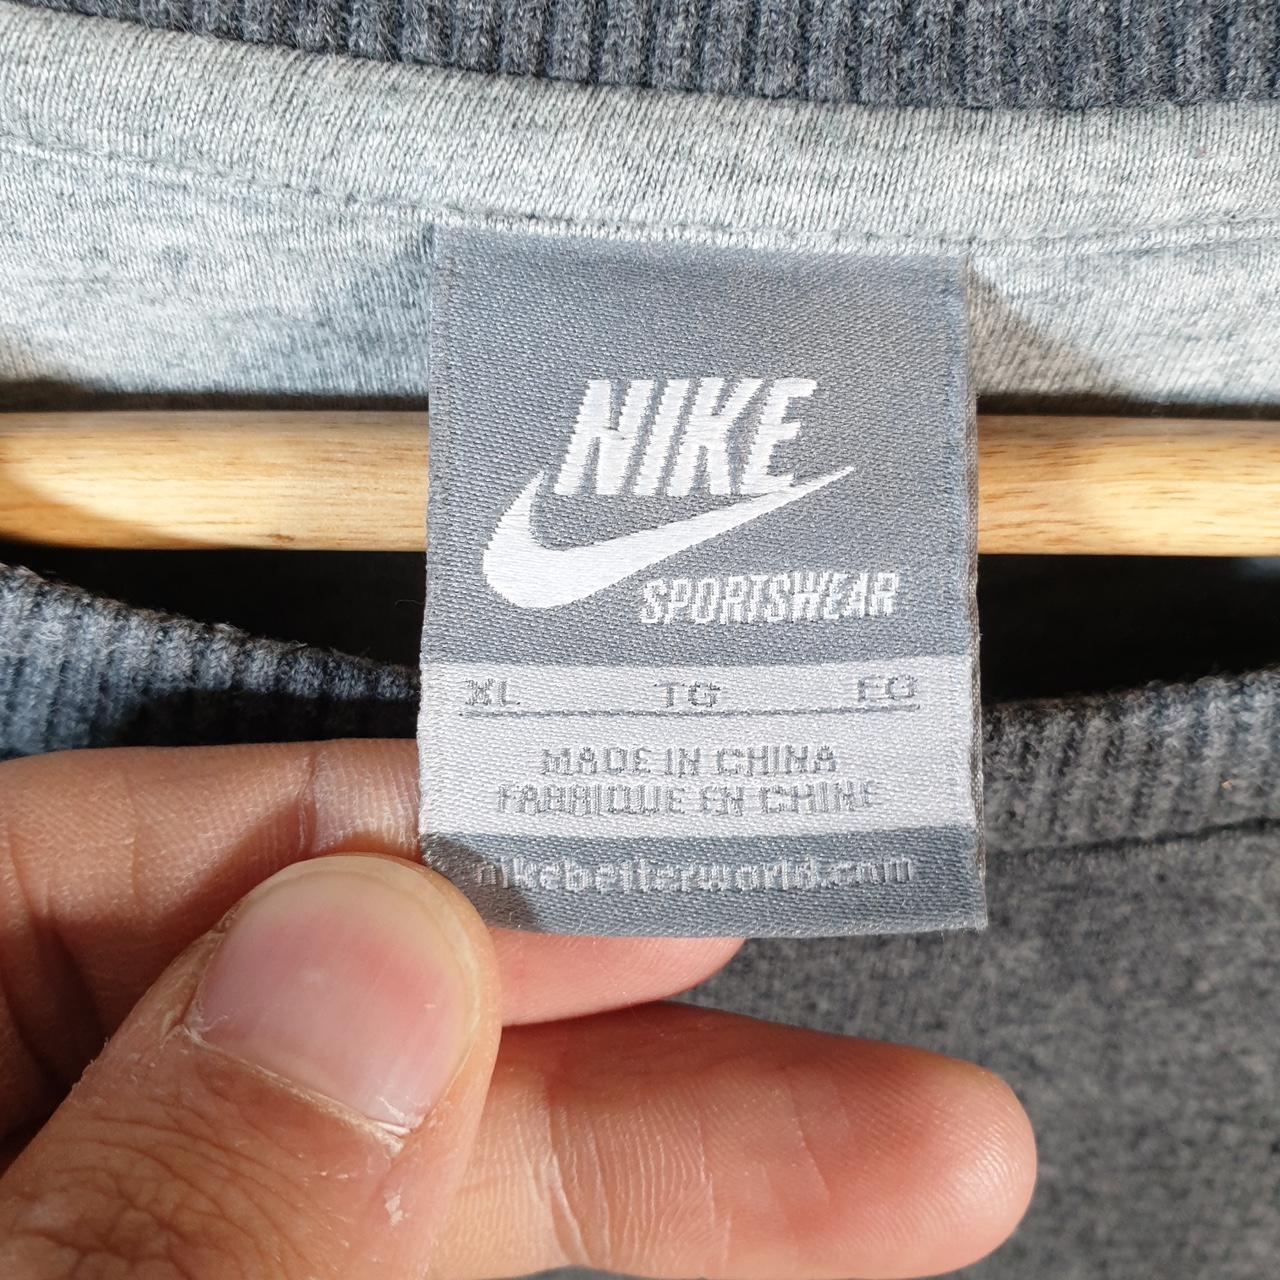 NIKE
SPORTSWEAR
XL TG EG
MADE IN CHINA
FABRIQUE EN CHINE
nikebetterworld.com